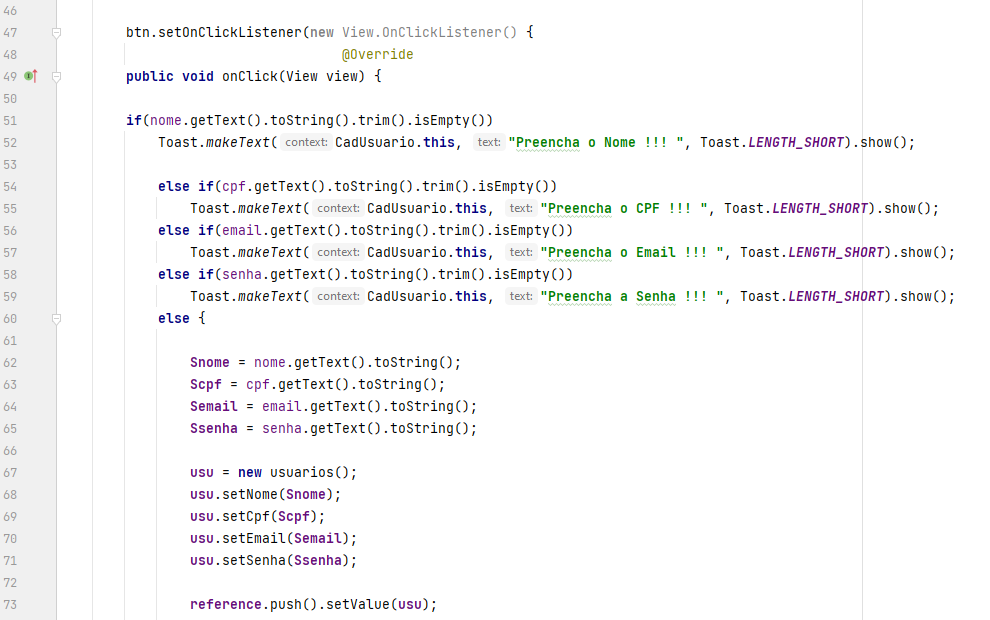 46
47 btn.setOnClickListener(new View.OnClickListener() {
48 @Override
49 public void onClick(View view) {
50
51 if(nome.getText().toString().trim().isEmpty())
52 Toast.makeText( context: CadUsuario.this, text: "Preencha o Nome !!! ", Toast.LENGTH_SHORT).show();
53
54 else if(cpf.getText().toString().trim().isEmpty())
55 Toast.makeText( context: CadUsuario.this, text: "Preencha o CPF !!! ", Toast.LENGTH_SHORT).show();
56 else if(email.getText().toString().trim().isEmpty())
57 Toast.makeText( context: CadUsuario.this, text: "Preencha o Email !!! ", Toast.LENGTH_SHORT).show();
58 else if(senha.getText().toString().trim().isEmpty())
59 Toast.makeText( context: CadUsuario.this, text: "Preencha a Senha !!! ", Toast.LENGTH_SHORT).show();
60 else {
61
62 Snome = nome.getText().toString();
63 Scpf = cpf.getText().toString();
64 Semail = email.getText().toString();
65 Ssenha = senha.getText().toString();
66
67 usu = new usuarios();
68 usu.setNome(Snome);
69 usu.setCpf(Scpf);
70 usu.setEmail(Semail);
71 usu.setSenha(Ssenha);
72
73 reference.push().setValue(usu);